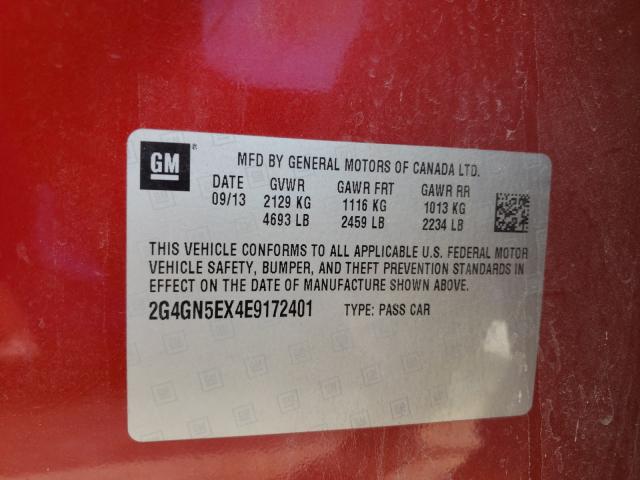 GM
MFD BY GENERAL MOTORS OF CANADA LTD.
DATE GVWR GAWR FRT GAWR RR
09/13 2129 KG 1116 KG 1013 KG
4693 LB 2459 LB 2234 LB
THIS VEHICLE CONFORMS TO ALL APPLICABLE U.S. FEDERAL MOTOR
VEHICLE SAFETY, BUMPER, AND THEFT PREVENTION STANDARDS IN
EFFECT ON THE DATE OF MANUFACTURE SHOWN ABOVE.
2G4GN5EX4E9172401 TYPE: PASS CAR